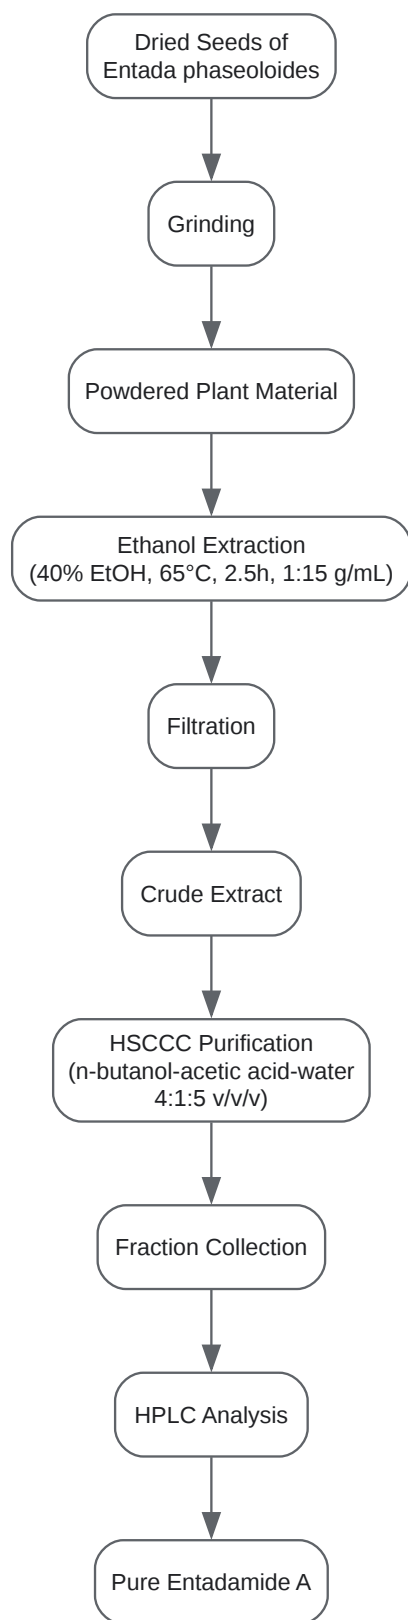 Dried Seeds of
Entada phaseoloides
Grinding
Powdered Plant Material
Ethanol Extraction
(40% EtOH, 65°C, 2.5h, 1:15 g/mL)
Filtration
Crude Extract
HSCCC Purification
(n-butanol-acetic acid-water
4:1:5 v/v/v)
Fraction Collection
HPLC Analysis
Pure Entadamide A